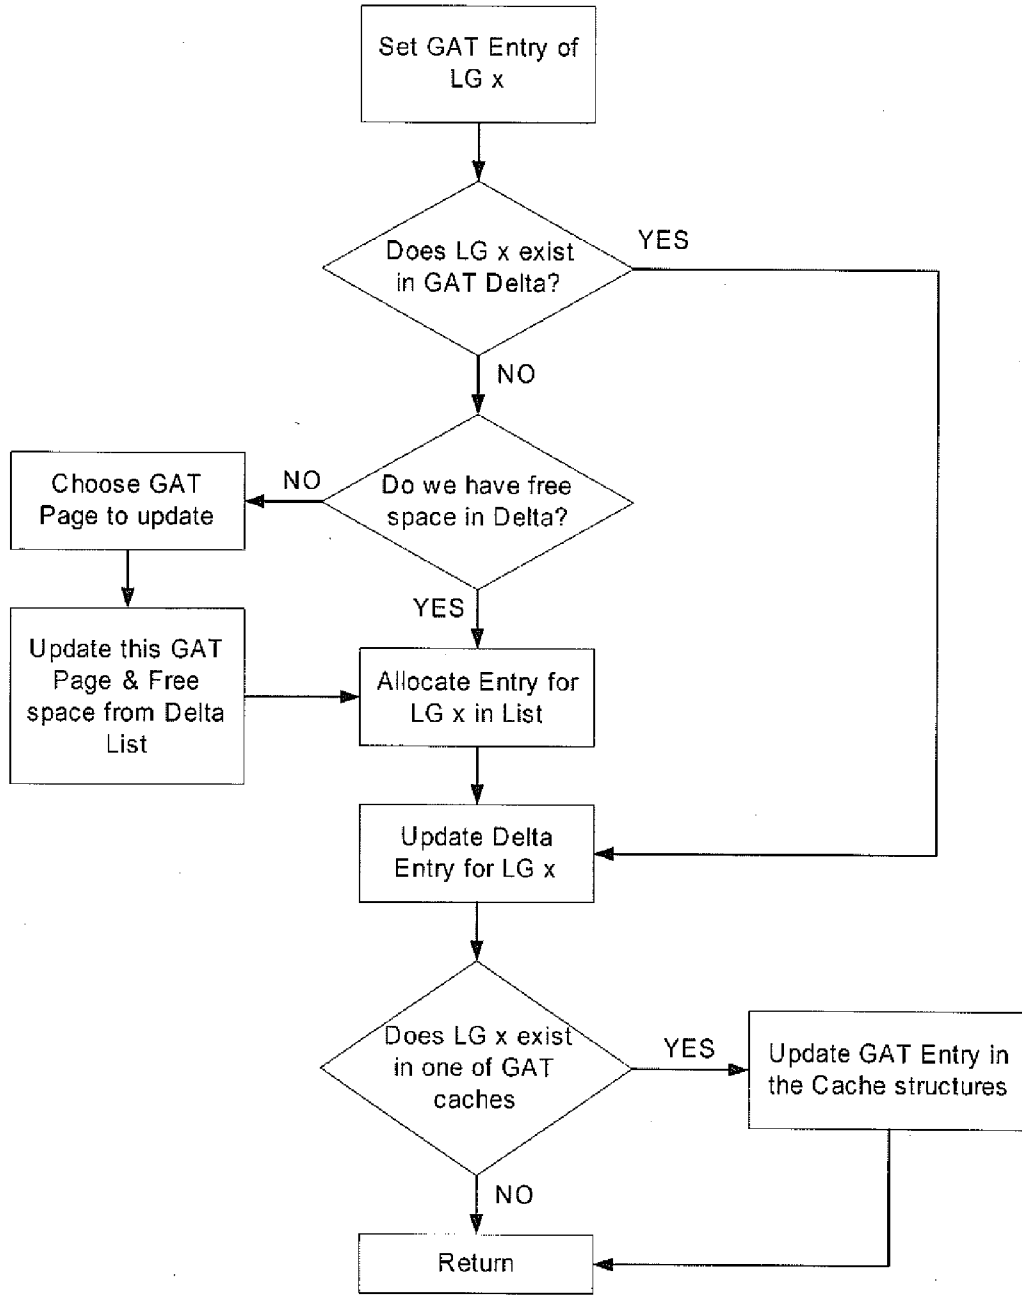 Set GAT Entry of
LG x
Does LG x exist
in GAT Delta?
YES
NO
Do we have free
space in Delta?
NO
Choose GAT
Page to update
YES
Update this GAT
Page & Free
space from Delta
List
Allocate Entry for
LG x in List
Update Delta
Entry for LG x
Does LG x exist
in one of GAT
caches
YES
Update GAT Entry in
the Cache structures
NO
Return